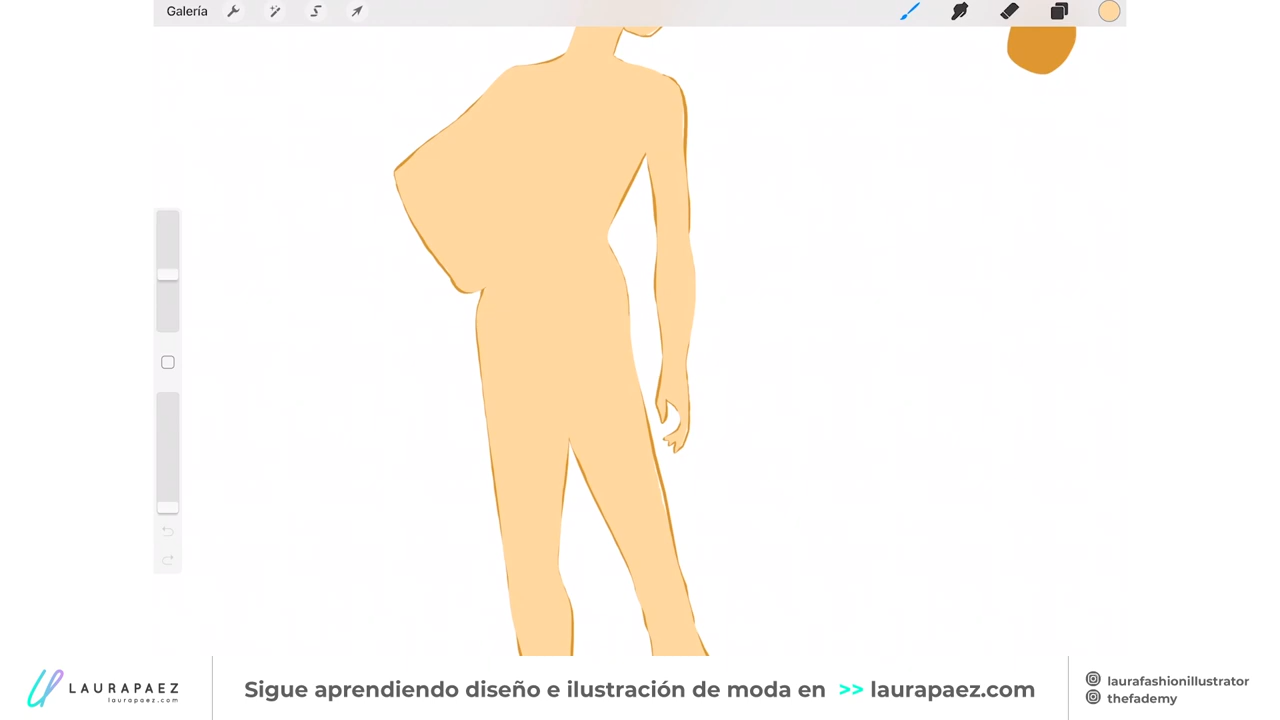 Galería
LAURAPAEZ
laurapaez.com
Sigue aprendiendo diseño e ilustración de moda en >> laurapaez.com
laurafashionillustrator
thefademy